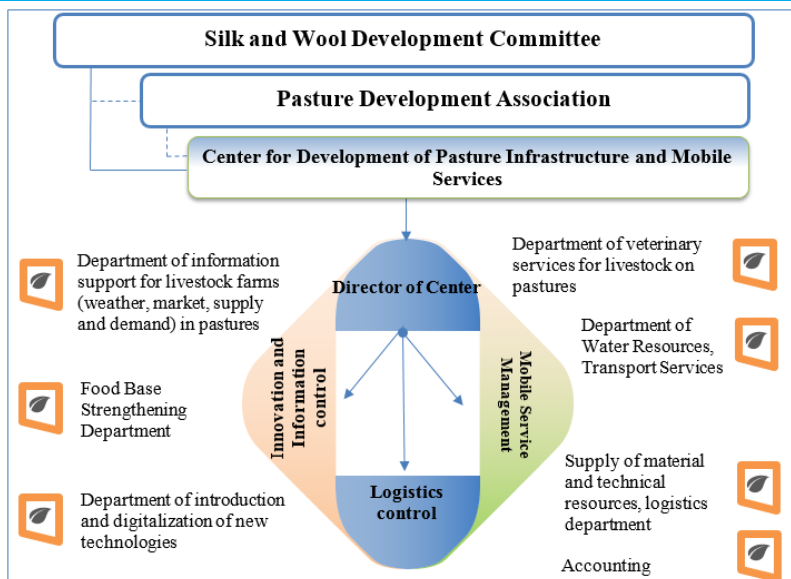 Silk and Wool Development Committee
Pasture Development Association
Center for Development of Pasture Infrastructure and Mobile
Services
Department of information
support for livestock farms
(weather, market, supply
and demand) in pastures
Food Base
Strengthening
Department
Department of introduction
and digitalization of new
technologies
Innovation and
Information
control
Director of Center
Logistics
control
Mobile Service
Management
Department of veterinary
services for livestock on
pastures
Department of
Water Resources,
Transport Services
Supply of material
and technical
resources, logistics
department
Accounting